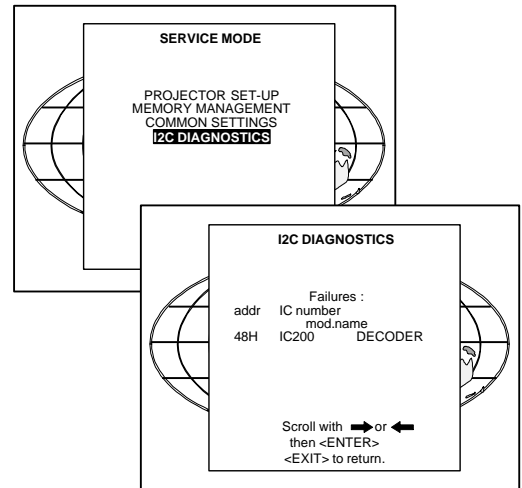 SERVICE MODE
PROJECTOR SET-UP
MEMORY MANAGEMENT
COMMON SETTINGS
I2C DIAGNOSTICS
I2C DIAGNOSTICS
Failures :
addr IC number
mod.name
48H IC200 DECODER
Scroll with or
then <ENTER>
<EXIT> to return.